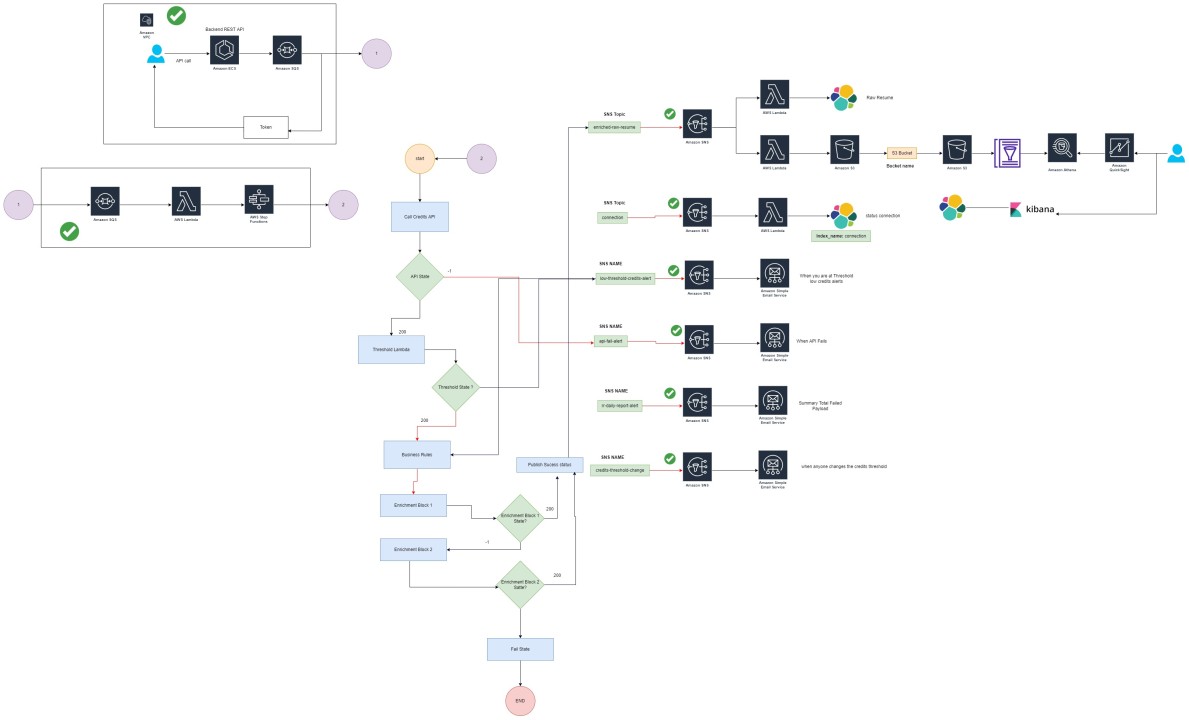 Amazon
VPC
Backend REST API
API call
Amazon ECS
Amazon SQS
1
Token
1
Amazon SQS
AWS Lambda
AWS Step
Functions
2
start
2
Call Credits API
API State
-1
200
Threshold Lambda
Threshold State ?
200
Business Rules
Enrichment Block 1
Enrichment Block 1
State?
200
-1
Enrichment Block 2
Enrichment Block 2
200
Fail State
END
Publish Sucess status
SNS Topic
enriched-raw-resume
Amazon SNS
AWS Lambda
Raw Resume
AWS Lambda
Amazon S3
S3 Bucket
Bucket name
Amazon S3
Amazon Athena
Amazon
QuickSight
SNS Topic
connection
Amazon SNS
AWS Lambda
status connection
Index_name: connection
kibana
SNS NAME
low-threshold-credits-alert
Amazon SNS
Amazon Simple
Email Service
When you are at Threshold
low credits alerts
SNS NAME
api-fail-alert
Amazon SNS
Amazon Simple
Email Service
When API Fails
SNS NAME
-daily-report-alert
Amazon SNS
Amazon Simple
Email Service
Summary Total Failed
Payload
SNS NAME
credits-threshold-change
Amazon SNS
Amazon Simple
Email Service
when anyone changes the credits threshold